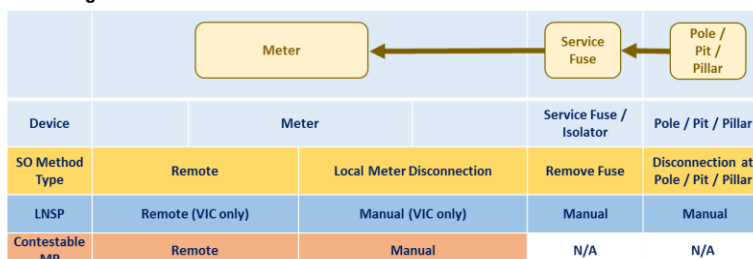 Meter
Service
Fuse
Pole /
Pit /
Pillar
Device
Meter
Service Fuse /
Isolator
Pole / Pit / Pillar
SO Method
Type
Remote
Local Meter Disconnection
Remove Fuse
Disconnection at
Pole / Pit / Pillar
LNSP
Remote (VIC only)
Manual (VIC only)
Manual
Manual
Contestable
MP
Remote
Manual
N/A
N/A